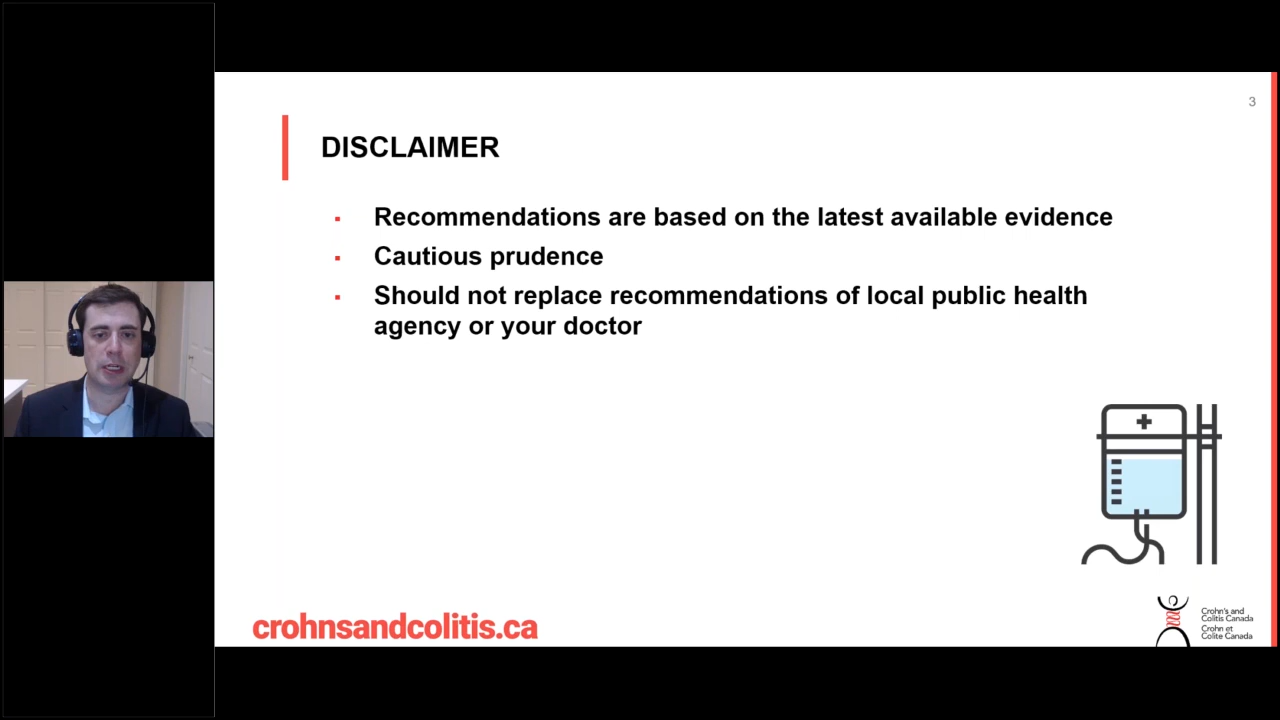 3
DISCLAIMER
▪ Recommendations are based on the latest available evidence
▪ Cautious prudence
▪ Should not replace recommendations of local public health
agency or your doctor
crohnsandcolitis.ca
Crohn's and
Colitis Canada
Crohn et
Colite Canada